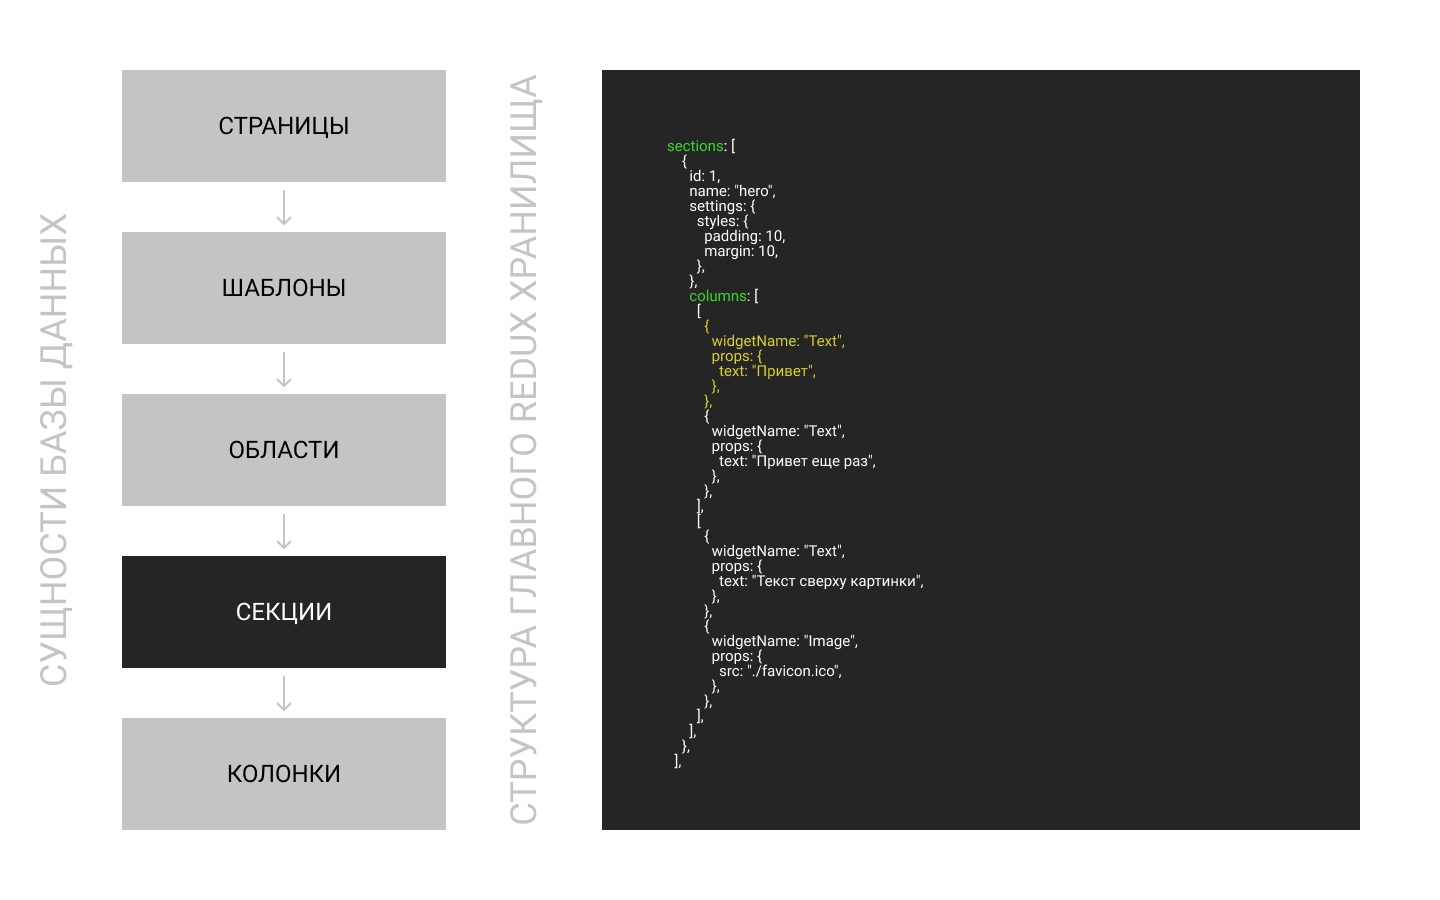 СУЩНОСТИ БАЗЫ ДАННЫХ
СТРАНИЦЫ
ШАБЛОНЫ
ОБЛАСТИ
СЕКЦИИ
КОЛОНКИ
СТРУКТУРА ГЛАВНОГО REDUX ХРАНИЛИЩА
sections: [
{
id: 1,
name: "hero",
settings: {
styles: {
padding: 10,
margin: 10,
},
},
columns: [
[
{
widgetName: "Text",
props: {
text: "Привет",
},
},
{
widgetName: "Text",
props: {
text: "Привет еще раз",
},
},
],
[
{
widgetName: "Text",
props: {
text: "Текст сверху картинки",
},
},
{
widgetName: "Image",
props: {
src: "./favicon.ico",
},
},
],
],
},
],